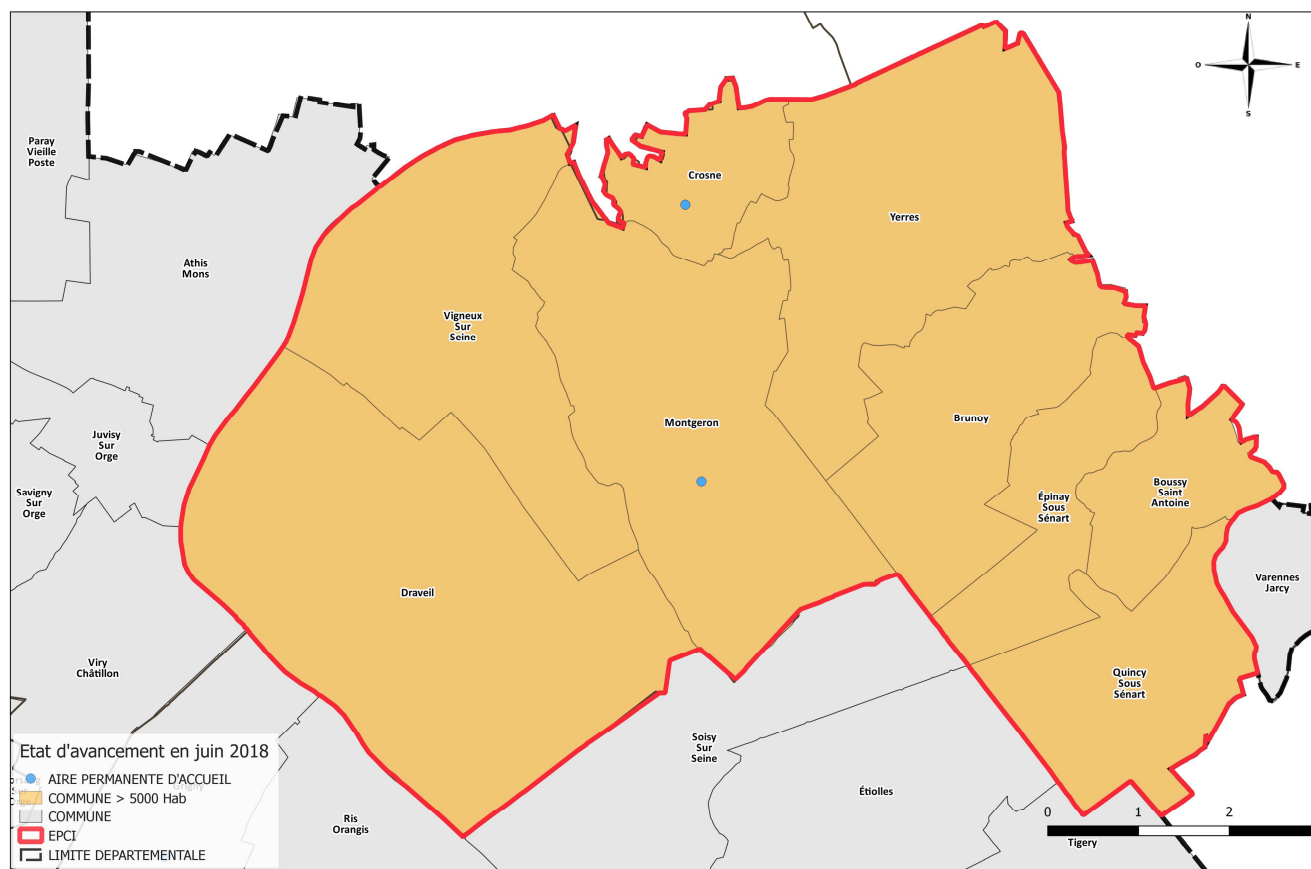 N
O
E
S
Paray
Vieille
Poste
Crosne
Yerres
Athis
Mons
Vigneux
Sur
Seine
Montgeron
Brunoy
Juvisy
Sur
Orge
Savigny
Sur
Orge
Épinay
Sous
Sénart
Boussy
Saint
Antoine
Varennes
Jarcy
Draveil
Viry
Châtillon
Quincy
Sous
Sénart
Soisy
Sur
Seine
Étiolles
Ris
Orangis
Tigery
0 1 2
Etat d'avancement en juin 2018
AIRE PERMANENTE D'ACCUEIL
Grigny
COMMUNE > 5000 Hab
COMMUNE
EPCI
LIMITE DEPARTEMENTALE